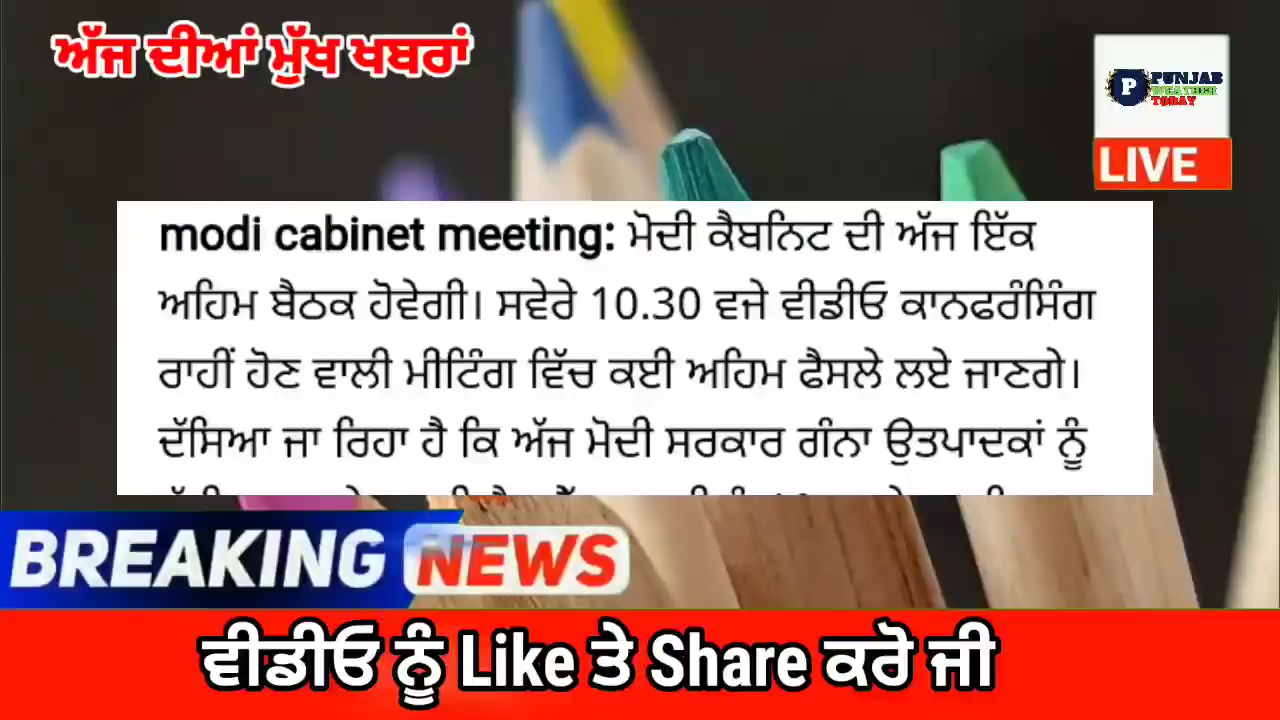 ਅੱਜ ਦੀਆਂ ਮੁੱਖ ਖਬਰਾਂ
P PUNJAB
WEATHER
TODAY
LIVE
modi cabinet meeting: ਮੋਦੀ ਕੈਬਨਿਟ ਦੀ ਅੱਜ ਇੱਕ
ਅਹਿਮ ਬੈਠਕ ਹੋਵੇਗੀ। ਸਵੇਰੇ 10.30 ਵਜੇ ਵੀਡੀਓ ਕਾਨਫਰੰਸਿੰਗ
ਰਾਹੀਂ ਹੋਣ ਵਾਲੀ ਮੀਟਿੰਗ ਵਿੱਚ ਕਈ ਅਹਿਮ ਫੈਸਲੇ ਲਏ ਜਾਣਗੇ।
ਦੱਸਿਆ ਜਾ ਰਿਹਾ ਹੈ ਕਿ ਅੱਜ ਮੋਦੀ ਸਰਕਾਰ ਗੰਨਾ ਉਤਪਾਦਕਾਂ ਨੂੰ
BREAKING NEWS
ਵੀਡੀਓ ਨੂੰ Like ਤੇ Share ਕਰੋ ਜੀ